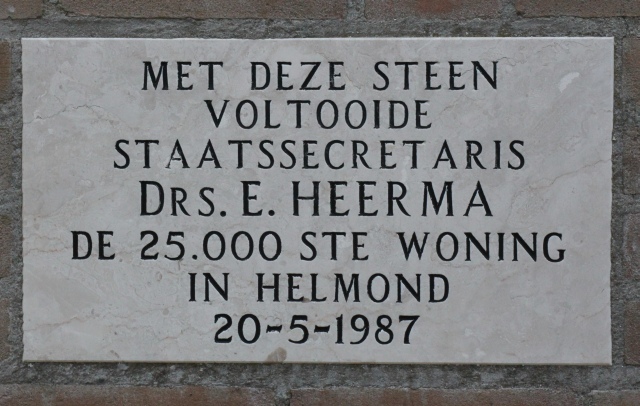 MET DEZE STEEN
VOLTOOIDE
STAATSSECRETARIS
DRS. E. HEERMA
DE 25.000 STE WONING
IN HELMOND
20-5-1987